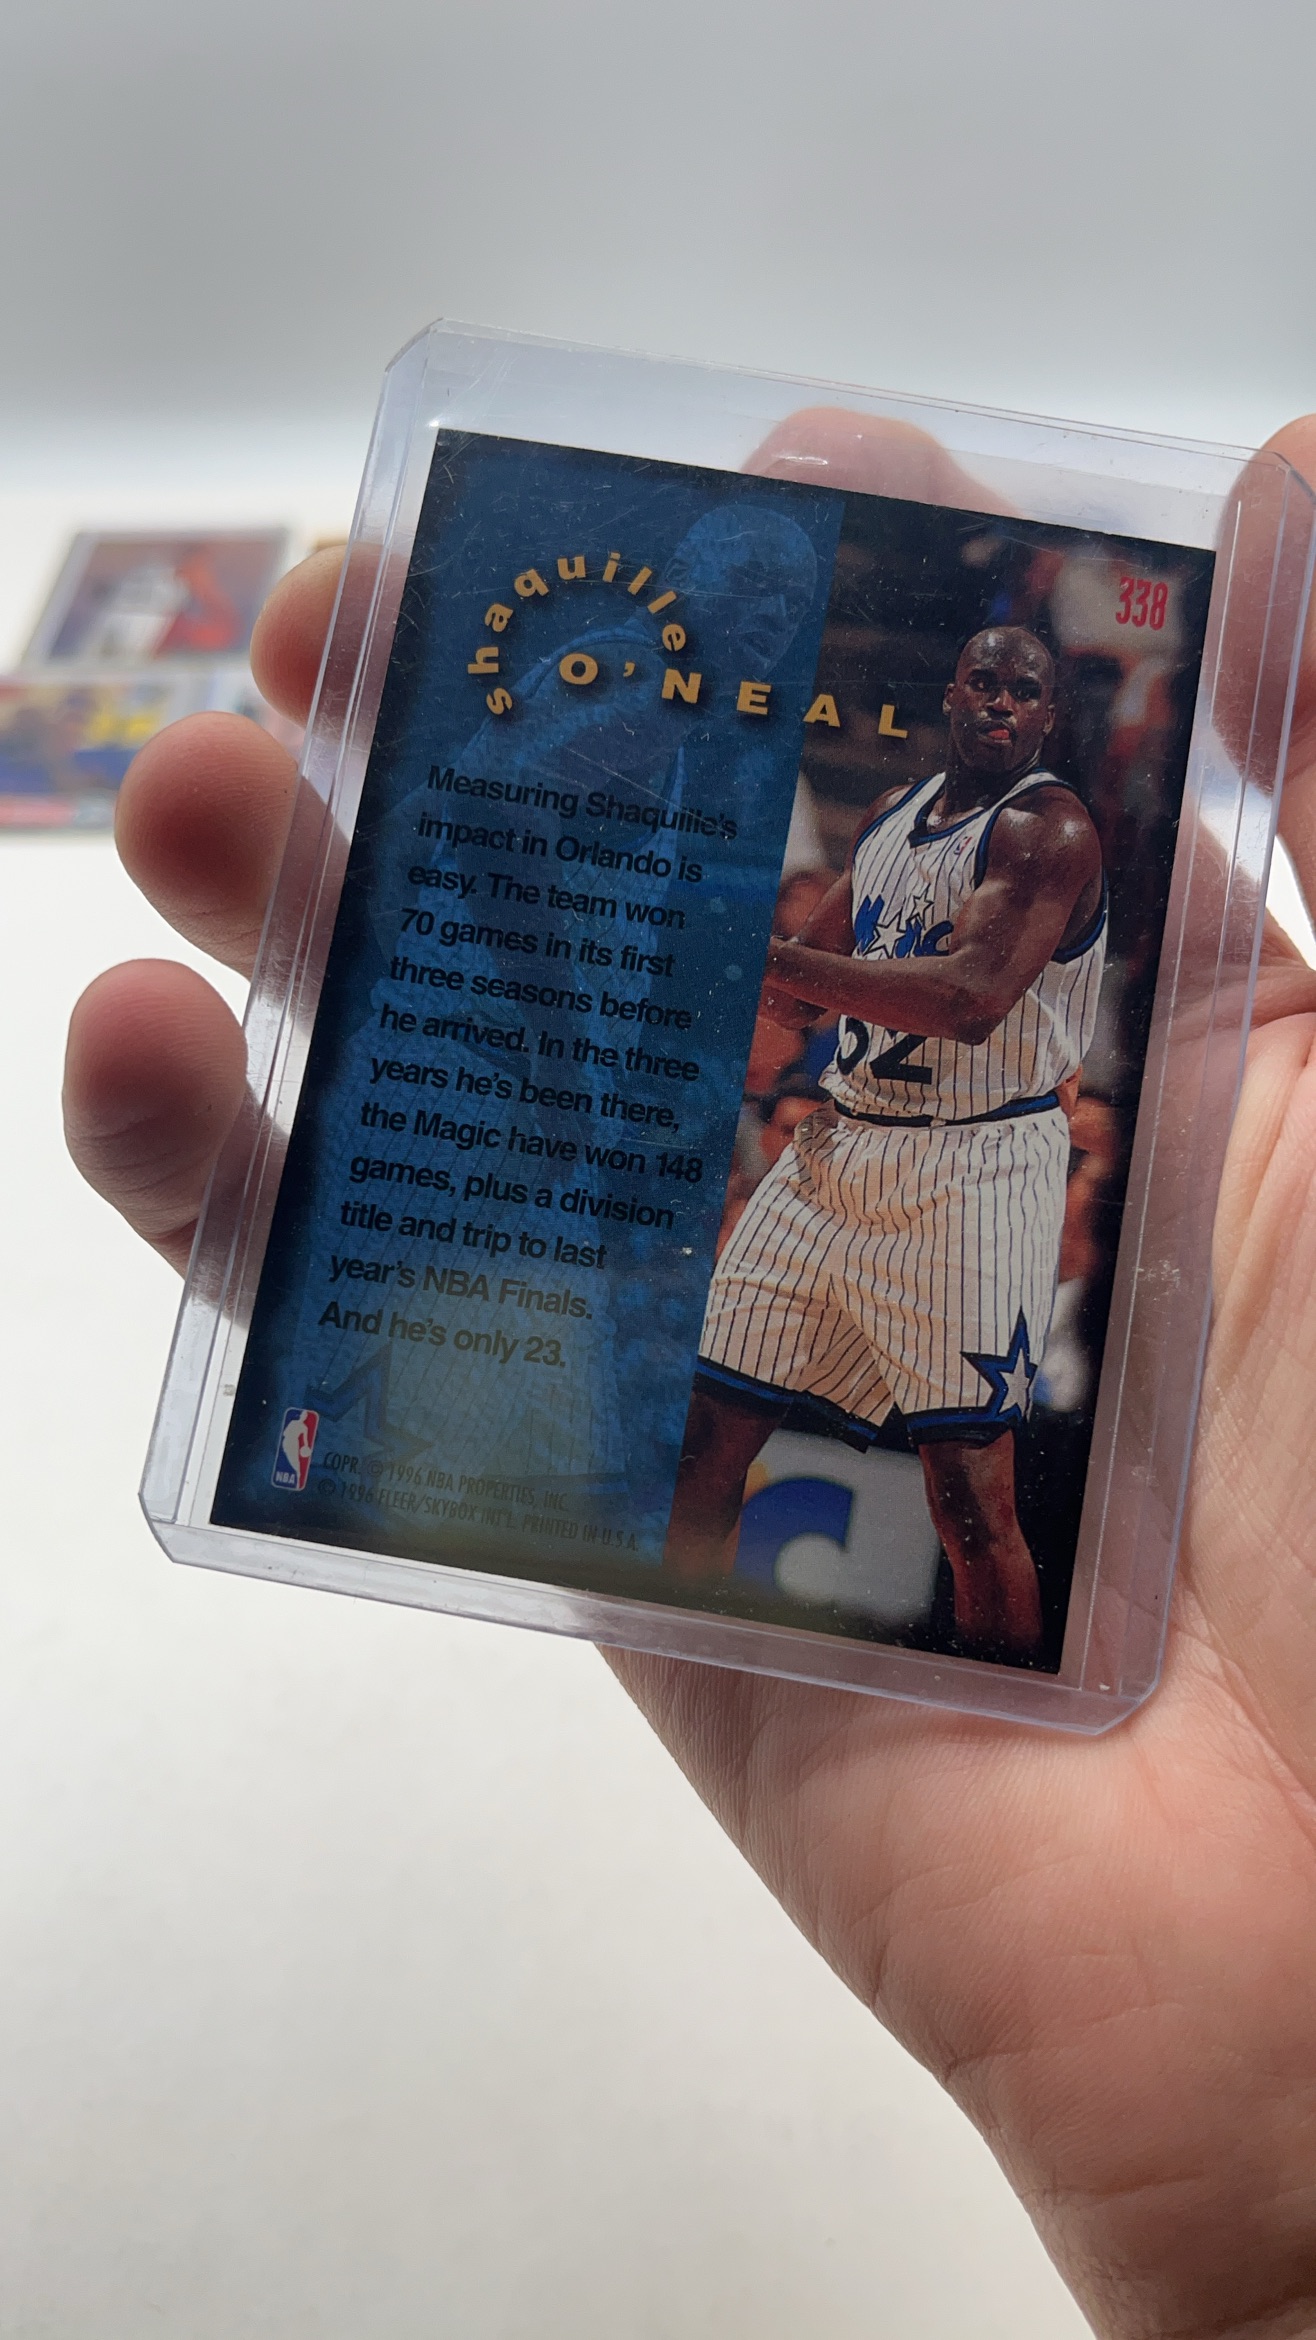 338
shaquille
O'NEAL
Measuring Shaquille's
impact in Orlando is
easy. The team won
70 games in its first
three seasons before
he arrived. In the three
years he's been there,
the Magic have won 148
games, plus a division
title and trip to last
year's NBA Finals.
And he's only 23.
NBA
COPR. © 1996 NBA PROPERTIES, INC.
© 1996 FLEER/SKYBOX INT'L. PRINTED IN U.S.A.
Magic
32